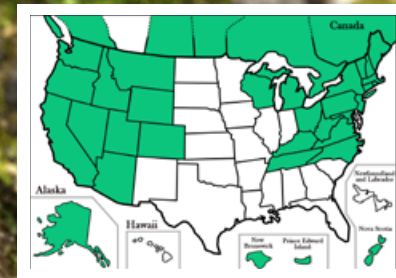 Canada
Newfoundland
and Labrador
Alaska
Hawaii
Nova Scotia
New
Brunswick
Prince Edward
Island